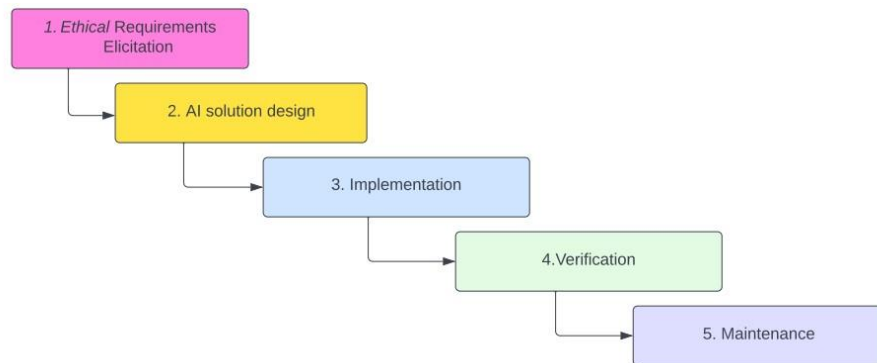 1. Ethical Requirements
Elicitation
2. AI solution design
3. Implementation
4.Verification
5. Maintenance